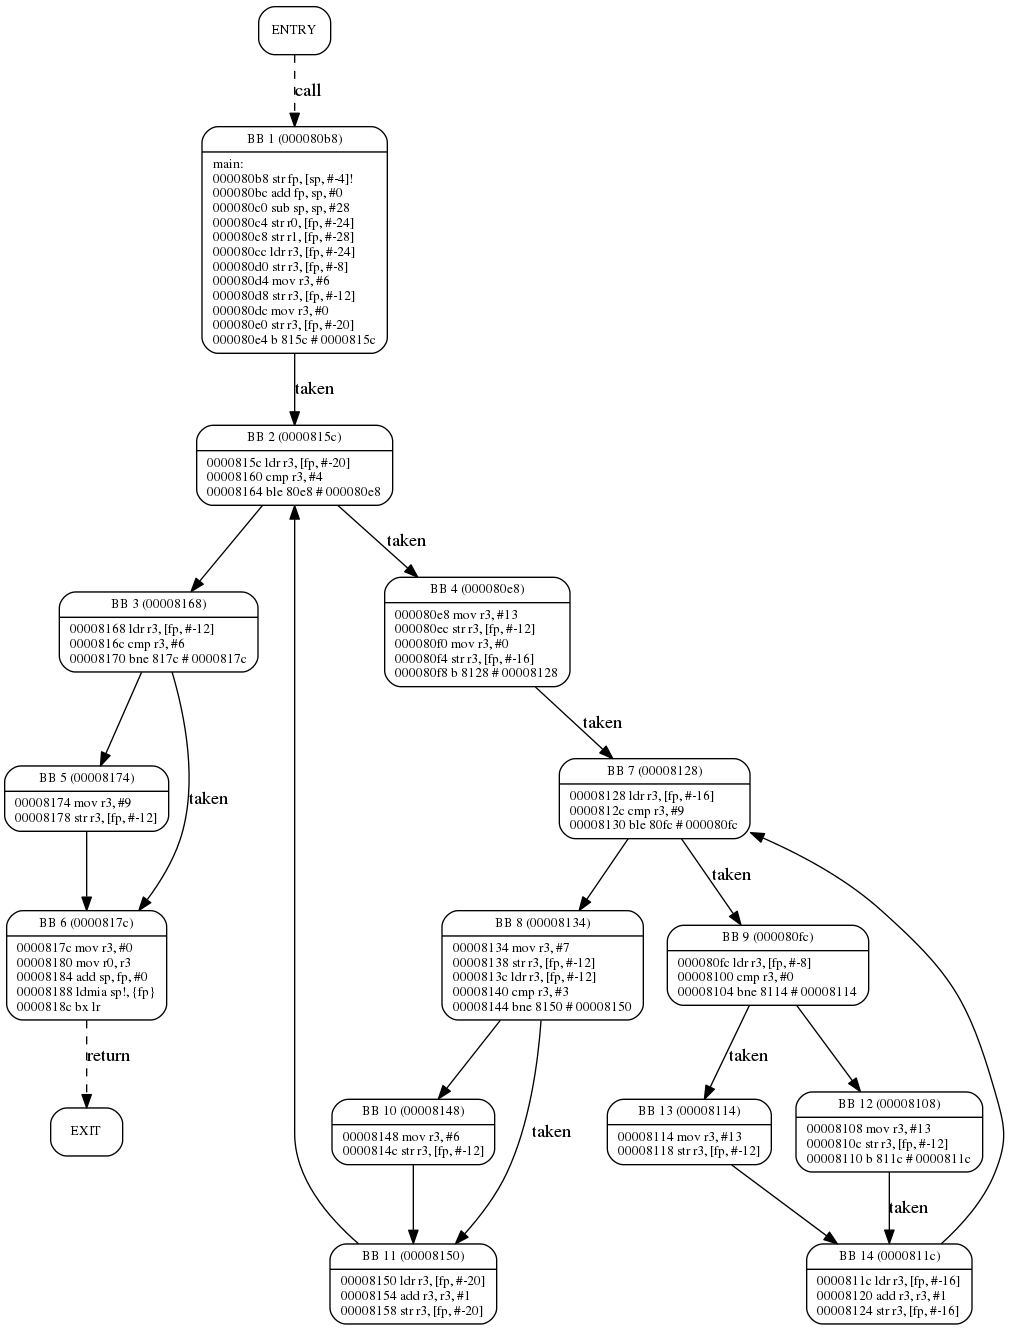 ENTRY
call
BB 1 (000080b8)
main:
000080b8 str fp, [sp, #-4]!
000080bc add fp, sp, #0
000080c0 sub sp, sp, #28
000080c4 str r0, [fp, #-24]
000080c8 str r1, [fp, #-28]
000080cc ldr r3, [fp, #-24]
000080d0 str r3, [fp, #-8]
000080d4 mov r3, #6
000080d8 str r3, [fp, #-12]
000080dc mov r3, #0
000080e0 str r3, [fp, #-20]
000080e4 b 815c # 0000815c
taken
BB 2 (0000815c)
0000815c ldr r3, [fp, #-20]
00008160 cmp r3, #4
00008164 ble 80e8 # 000080e8
taken
BB 3 (00008168)
00008168 ldr r3, [fp, #-12]
0000816c cmp r3, #6
00008170 bne 817c # 0000817c
BB 4 (000080e8)
000080e8 mov r3, #13
000080ec str r3, [fp, #-12]
000080f0 mov r3, #0
000080f4 str r3, [fp, #-16]
000080f8 b 8128 # 00008128
taken
BB 5 (00008174)
00008174 mov r3, #9
00008178 str r3, [fp, #-12]
taken
BB 7 (00008128)
00008128 ldr r3, [fp, #-16]
0000812c cmp r3, #9
00008130 ble 80fc # 000080fc
taken
BB 6 (0000817c)
0000817c mov r3, #0
00008180 mov r0, r3
00008184 add sp, fp, #0
00008188 ldmia sp!, {fp}
0000818c bx lr
BB 8 (00008134)
00008134 mov r3, #7
00008138 str r3, [fp, #-12]
0000813c ldr r3, [fp, #-12]
00008140 cmp r3, #3
00008144 bne 8150 # 00008150
BB 9 (000080fc)
000080fc ldr r3, [fp, #-8]
00008100 cmp r3, #0
00008104 bne 8114 # 00008114
return
taken
EXIT
BB 10 (00008148)
00008148 mov r3, #6
0000814c str r3, [fp, #-12]
taken
BB 13 (00008114)
00008114 mov r3, #13
00008118 str r3, [fp, #-12]
BB 12 (00008108)
00008108 mov r3, #13
0000810c str r3, [fp, #-12]
00008110 b 811c # 0000811c
taken
BB 11 (00008150)
00008150 ldr r3, [fp, #-20]
00008154 add r3, r3, #1
00008158 str r3, [fp, #-20]
BB 14 (0000811c)
0000811c ldr r3, [fp, #-16]
00008120 add r3, r3, #1
00008124 str r3, [fp, #-16]